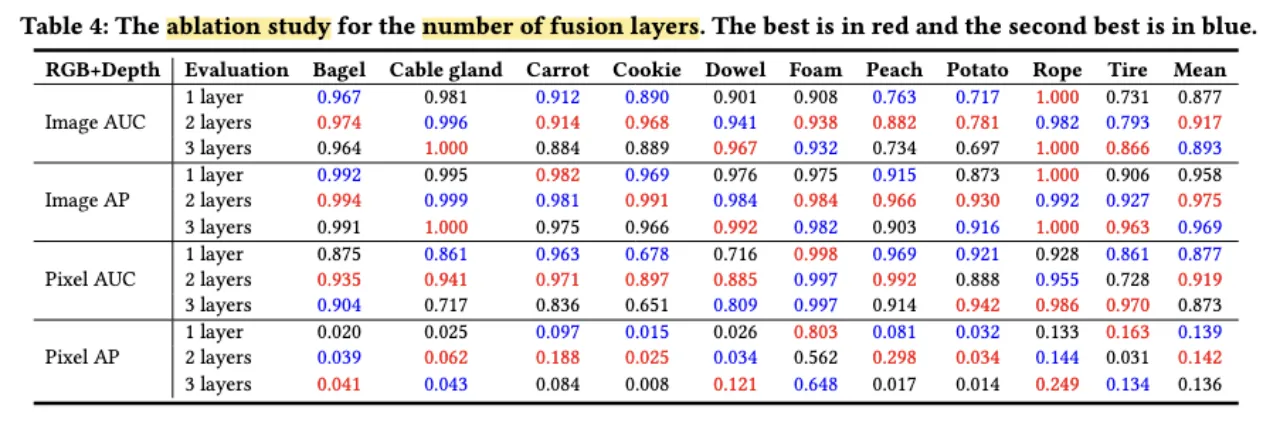 Table 4: The ablation study for the number of fusion layers. The best is in red and the second best is in blue.
RGB+Depth Evaluation Bagel Cable gland Carrot Cookie Dowel Foam Peach Potato Rope Tire Mean
1 layer 0.967 0.981 0.912 0.890 0.901 0.908 0.763 0.717 1.000 0.731 0.877
Image AUC 2 layers 0.974 0.996 0.914 0.968 0.941 0.938 0.882 0.781 0.982 0.793 0.917
3 layers 0.964 1.000 0.884 0.889 0.967 0.932 0.734 0.697 1.000 0.866 0.893
1 layer 0.992 0.995 0.982 0.969 0.976 0.975 0.915 0.873 1.000 0.906 0.958
Image AP 2 layers 0.994 0.999 0.981 0.991 0.984 0.984 0.966 0.930 0.992 0.927 0.975
3 layers 0.991 1.000 0.975 0.966 0.992 0.982 0.903 0.916 1.000 0.963 0.969
1 layer 0.875 0.861 0.963 0.678 0.716 0.998 0.969 0.921 0.928 0.861 0.877
Pixel AUC 2 layers 0.935 0.941 0.971 0.897 0.885 0.997 0.992 0.888 0.955 0.728 0.919
3 layers 0.904 0.717 0.836 0.651 0.809 0.997 0.914 0.942 0.986 0.970 0.873
1 layer 0.020 0.025 0.097 0.015 0.026 0.803 0.081 0.032 0.133 0.163 0.139
Pixel AP 2 layers 0.039 0.062 0.188 0.025 0.034 0.562 0.298 0.034 0.144 0.031 0.142
3 layers 0.041 0.043 0.084 0.008 0.121 0.648 0.017 0.014 0.249 0.134 0.136